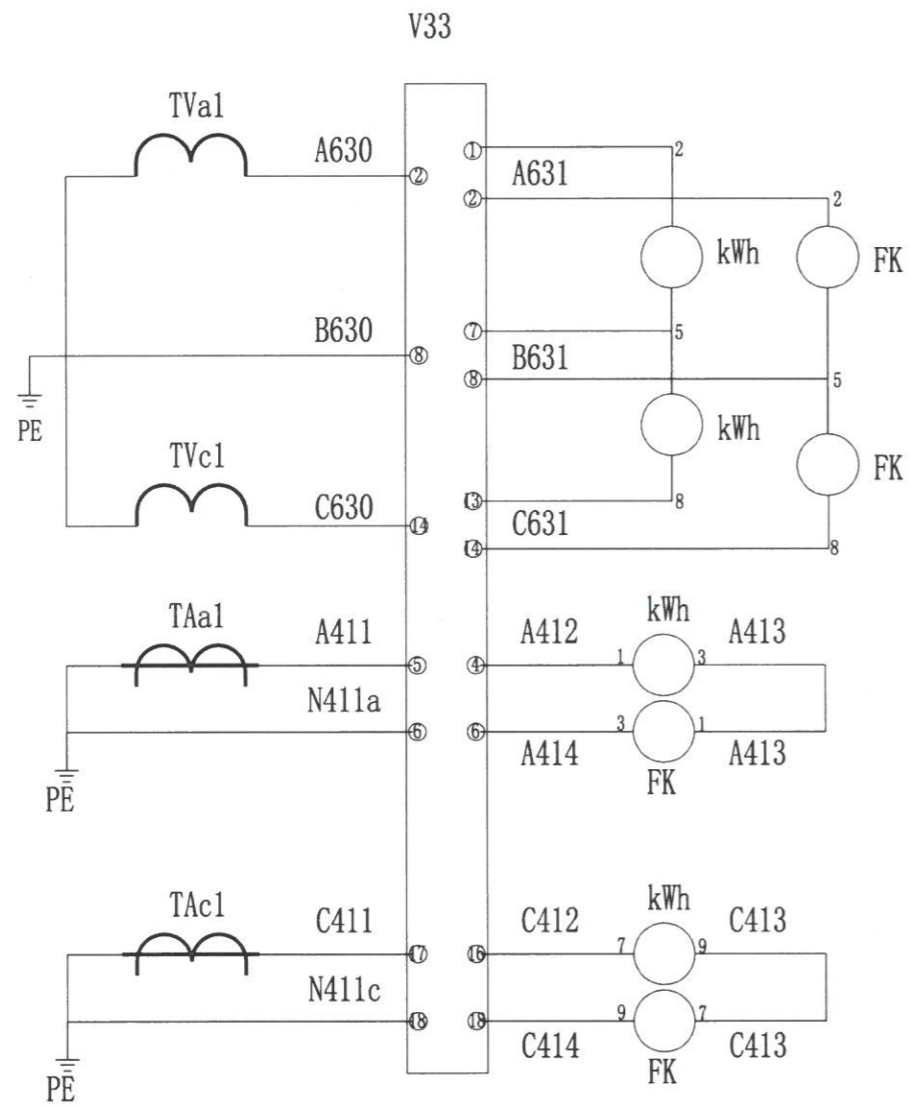 V33
TVa1
A630
①
2
②
A631
②
2
kWh
FK
B630
⑦
5
⑧
B631
⑧
5
PE
TVc1
kWh
FK
C630
⑬
8
⑭
C631
⑭
8
TAa1
A411
A412
kWh
A413
⑤
④
1
3
N411a
⑥
⑥
3
1
A414
A413
PE
FK
TAc1
C411
C412
kWh
C413
⑰
⑯
7
9
N411c
⑱
⑱
9
7
C414
C413
PE
FK